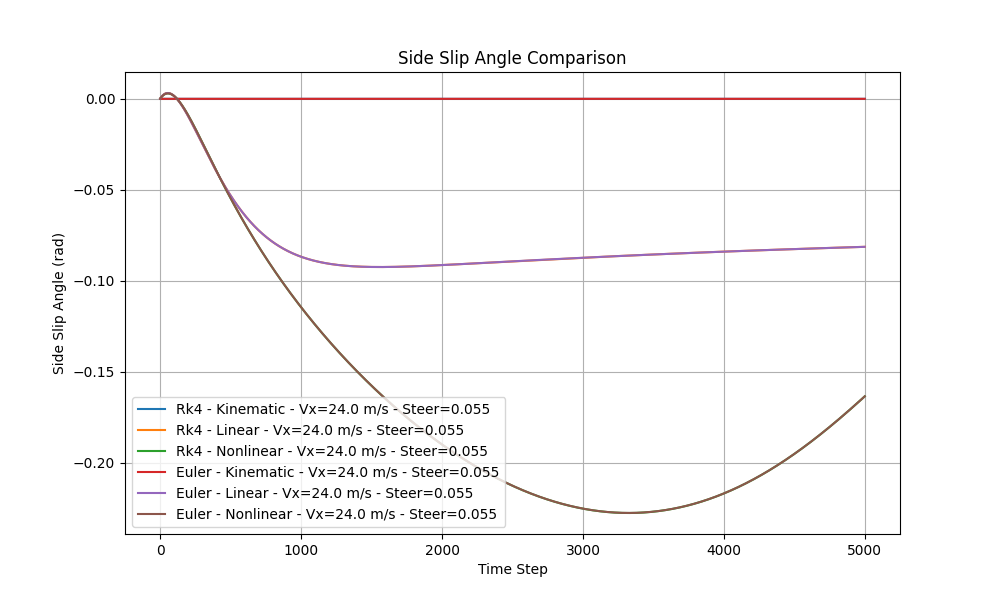 Side Slip Angle Comparison
Side Slip Angle (rad)
0.00
−0.05
−0.10
−0.15
−0.20
Rk4 - Kinematic - Vx=24.0 m/s - Steer=0.055
Rk4 - Linear - Vx=24.0 m/s - Steer=0.055
Rk4 - Nonlinear - Vx=24.0 m/s - Steer=0.055
Euler - Kinematic - Vx=24.0 m/s - Steer=0.055
Euler - Linear - Vx=24.0 m/s - Steer=0.055
Euler - Nonlinear - Vx=24.0 m/s - Steer=0.055
0 1000 2000 3000 4000 5000
Time Step